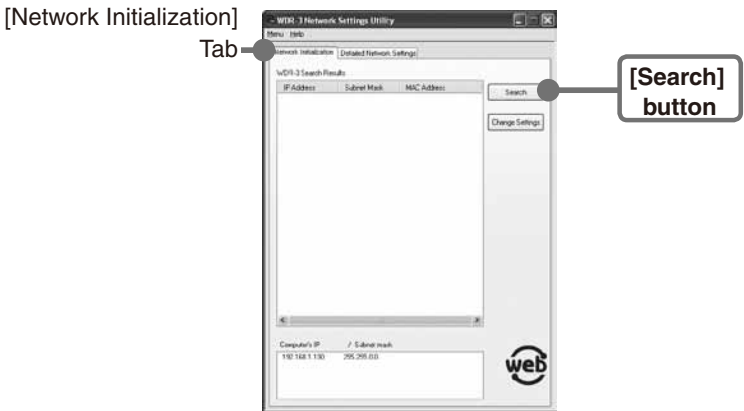 [Network Initialization]
Tab
[Search]
button
WDR-3 Network Settings Utility
Menu Help
Network Initialization Detailed Network Settings
WDR-3 Search Results
IP Address Subnet Mask MAC Address
Search
Change Settings
Computer's IP / Subnet mask
192.168.1.130 255.255.0.0
web